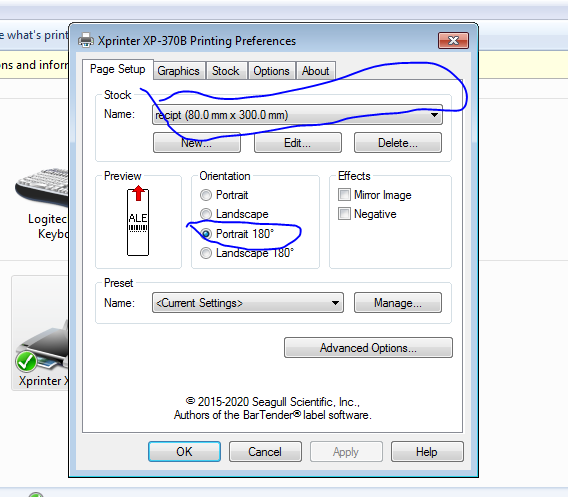 Xprinter XP-370B Printing Preferences
e what's print
ons and inforr
Page Setup
Graphics
Stock
Options
About
Stock
Name:
recipt (80.0 mm x 300.0 mm)
New...
Edit...
Delete...
Preview
ALE
Orientation
Portrait
Landscape
Portrait 180°
Landscape 180°
Effects
Mirror Image
Negative
Logitec
Keybo
Preset
Name:
<Current Settings>
Manage...
Xprinter X
Advanced Options...
© 2015-2020 Seagull Scientific, Inc.,
Authors of the BarTender® label software.
OK
Cancel
Apply
Help